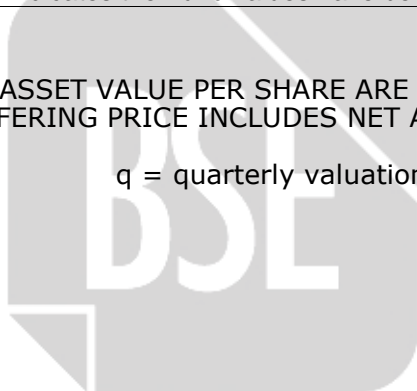 ASSET VALUE PER SHARE ARE
FERING PRICE INCLUDES NET A
q = quarterly valuation
BSE